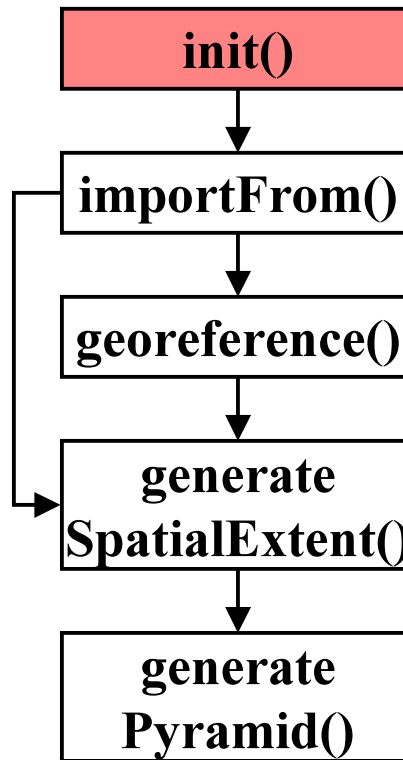 init()
importFrom()
georeference()
generate
SpatialExtent()
generate
Pyramid()